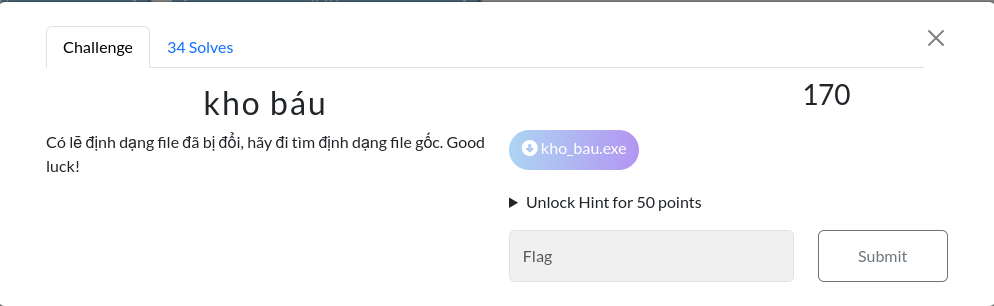 Challenge
34 Solves
kho báu
170
Có lẽ định dạng file đã bị đổi, hãy đi tìm định dạng file gốc. Good
luck!
kho_bau.exe
Unlock Hint for 50 points
Flag
Submit